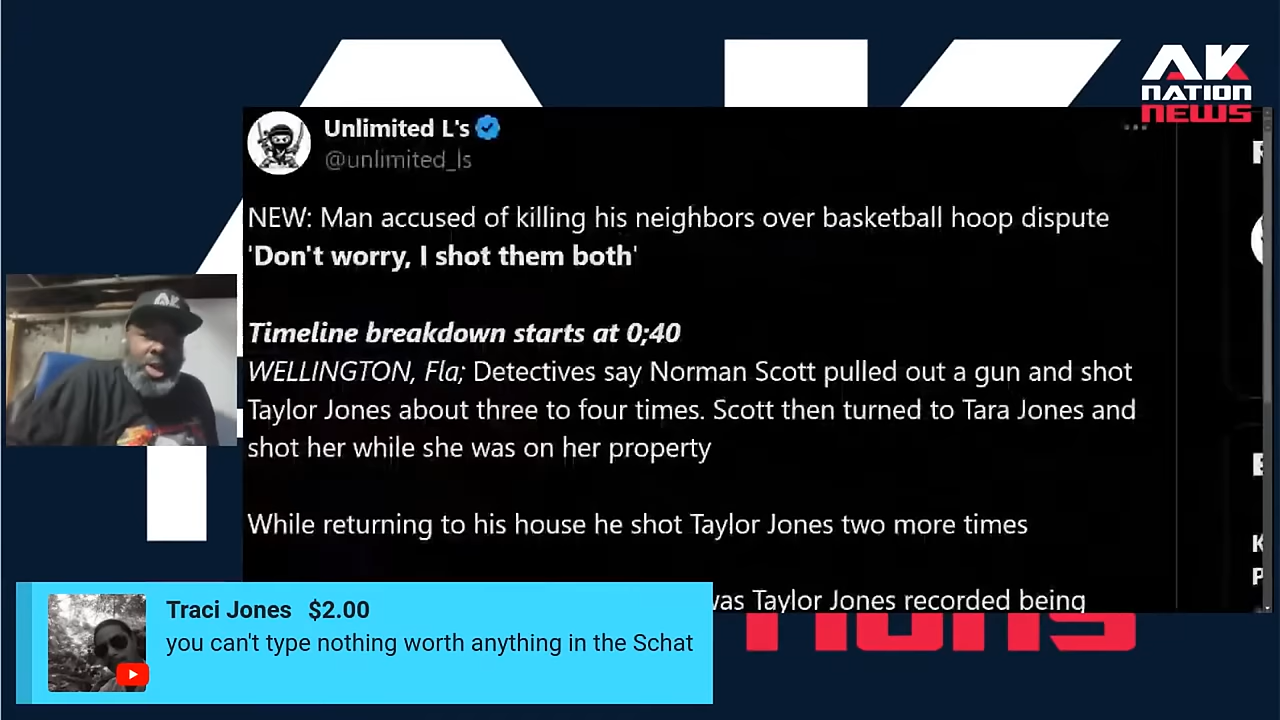 AK
NATION
NEWS
Unlimited L's
@unlimited_ls
NEW: Man accused of killing his neighbors over basketball hoop dispute
'Don't worry, I shot them both'
Timeline breakdown starts at 0;40
WELLINGTON, Fla; Detectives say Norman Scott pulled out a gun and shot
Taylor Jones about three to four times. Scott then turned to Tara Jones and
shot her while she was on her property
While returning to his house he shot Taylor Jones two more times
was Taylor Jones recorded being
Traci Jones $2.00
you can't type nothing worth anything in the Schat
AK